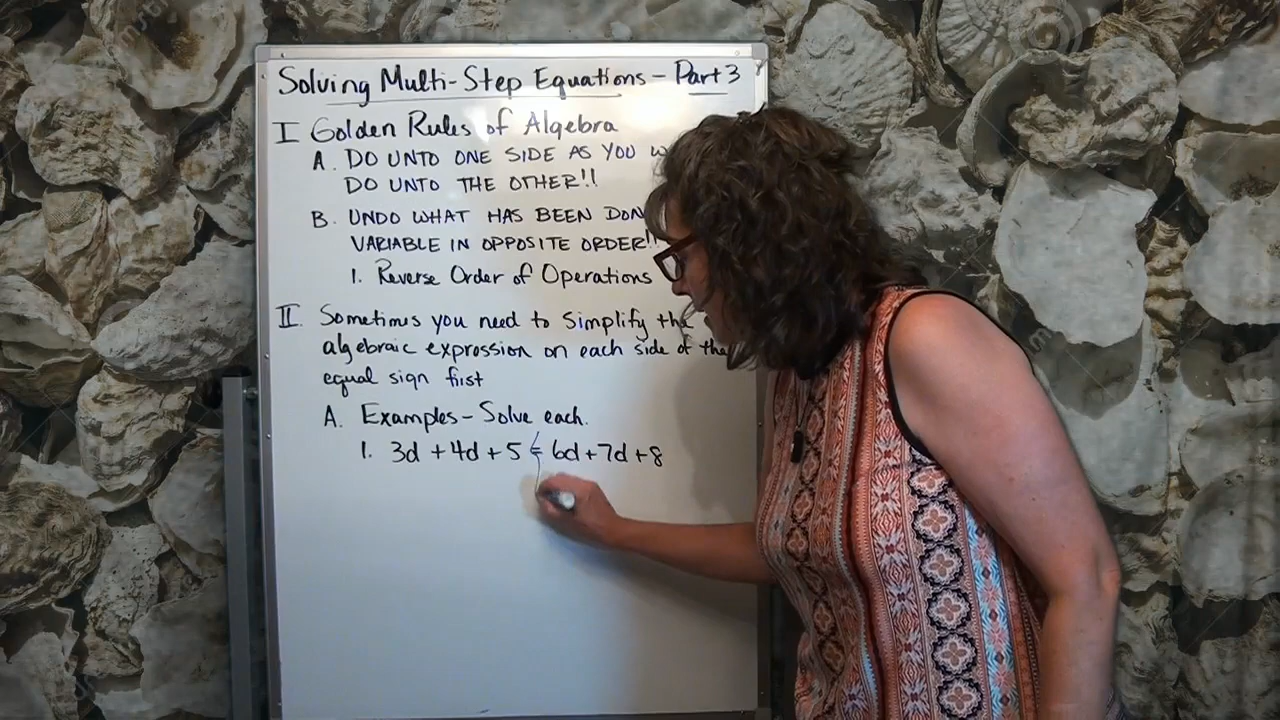 Solving Multi-Step Equations - Part 3
I Golden Rules of Algebra
A. DO UNTO ONE SIDE AS YOU
DO UNTO THE OTHER!!
B. UNDO WHAT HAS BEEN DON
VARIABLE IN OPPOSITE ORDER!!
1. Reverse Order of Operations
II. Sometimes you need to simplify the
algebraic expression on each side of the
equal sign first
A. Examples - Solve each.
1. 3d + 4d + 5 = 6d + 7d + 8